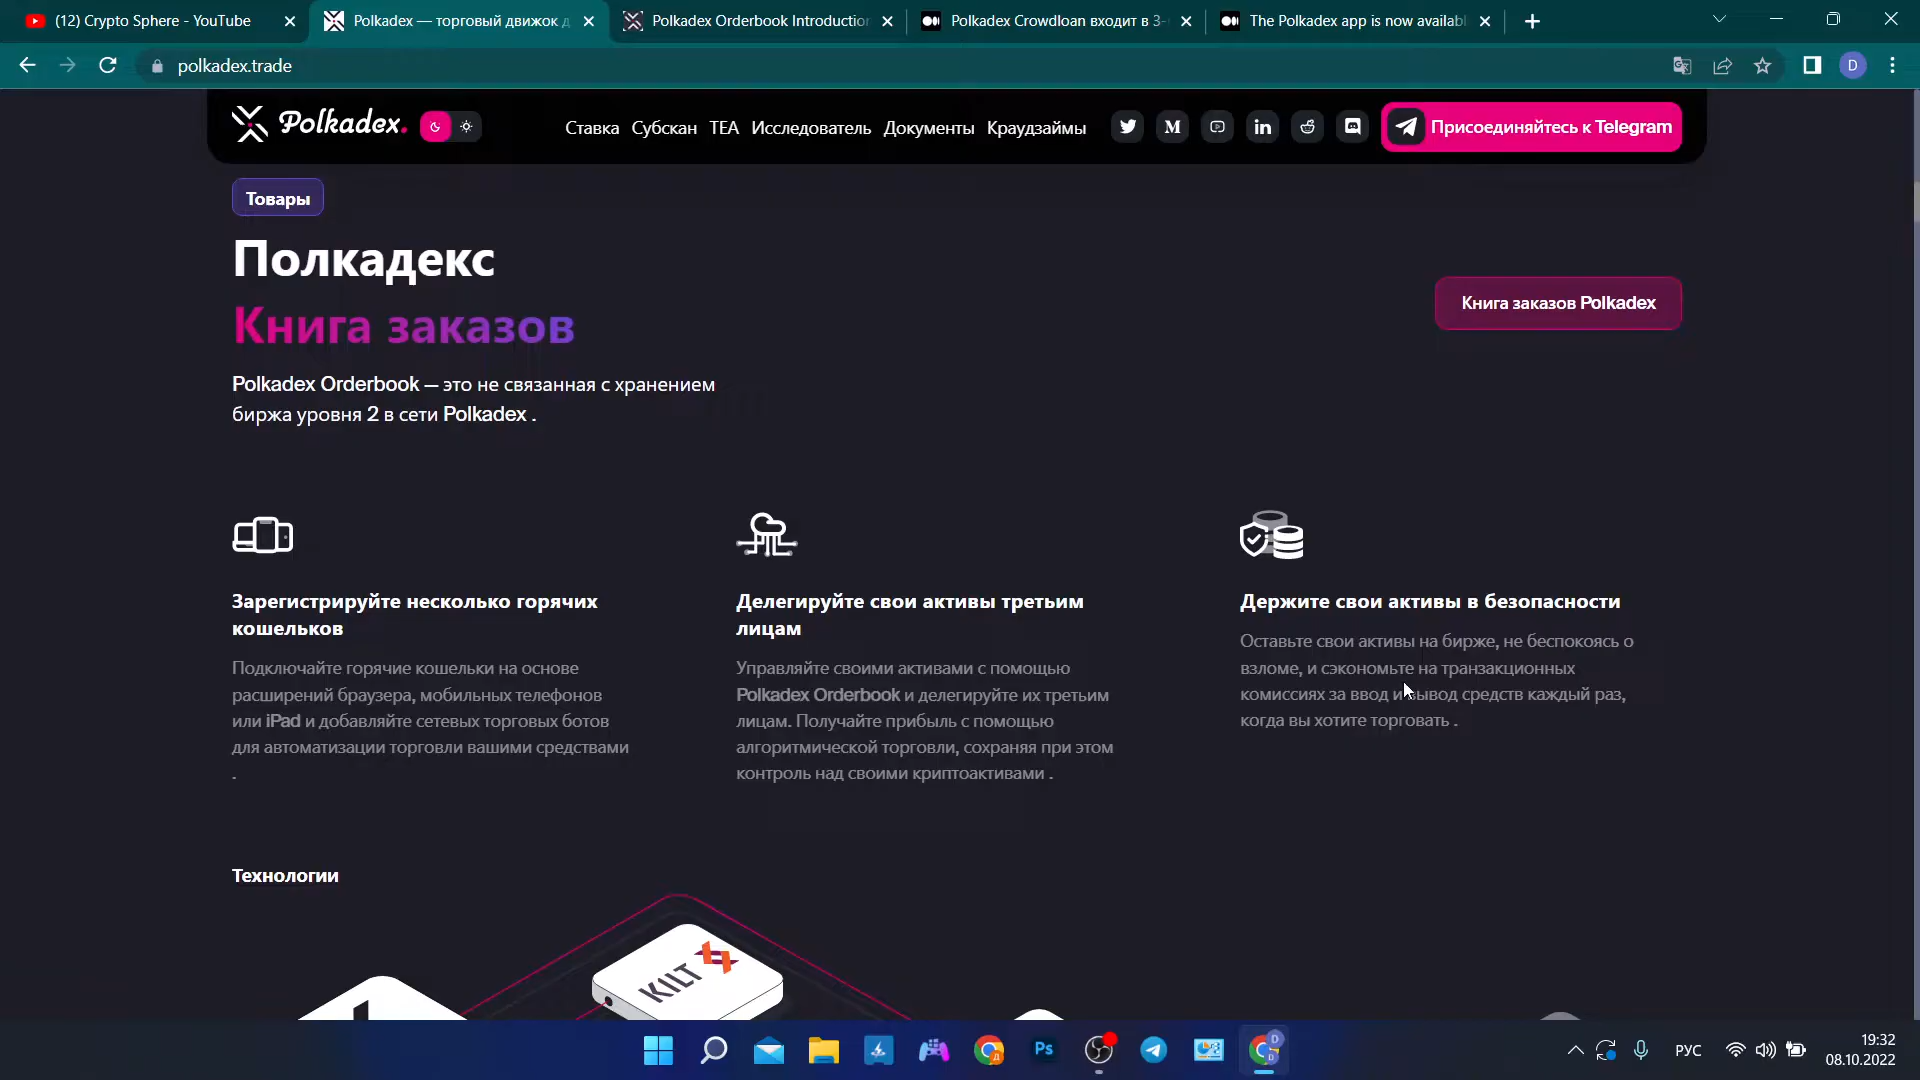 (12) Crypto Sphere - YouTube
Polkadex — торговый движок д
Polkadex Orderbook Introduction
Polkadex Crowdloan входит в 3-
The Polkadex app is now availabl
polkadex.trade
D
Polkadex.
Ставка Субскан ТЕА Исследователь Документы Краудзаймы
Присоединяйтесь к Telegram
Товары
Полкадекс
Книга заказов
Книга заказов Polkadex
Polkadex Orderbook — это не связанная с хранением
биржа уровня 2 в сети Polkadex .
Зарегистрируйте несколько горячих
кошельков
Подключайте горячие кошельки на основе
расширений браузера, мобильных телефонов
или iPad и добавляйте сетевых торговых ботов
для автоматизации торговли вашими средствами
.
Делегируйте свои активы третьим
лицам
Управляйте своими активами с помощью
Polkadex Orderbook и делегируйте их третьим
лицам. Получайте прибыль с помощью
алгоритмической торговли, сохраняя при этом
контроль над своими криптоактивами .
Держите свои активы в безопасности
Оставьте свои активы на бирже, не беспокоясь о
взломе, и сэкономьте на транзакционных
комиссиях за ввод и вывод средств каждый раз,
когда вы хотите торговать .
Технологии
KILT
Ps
РУС
19:32
08.10.2022